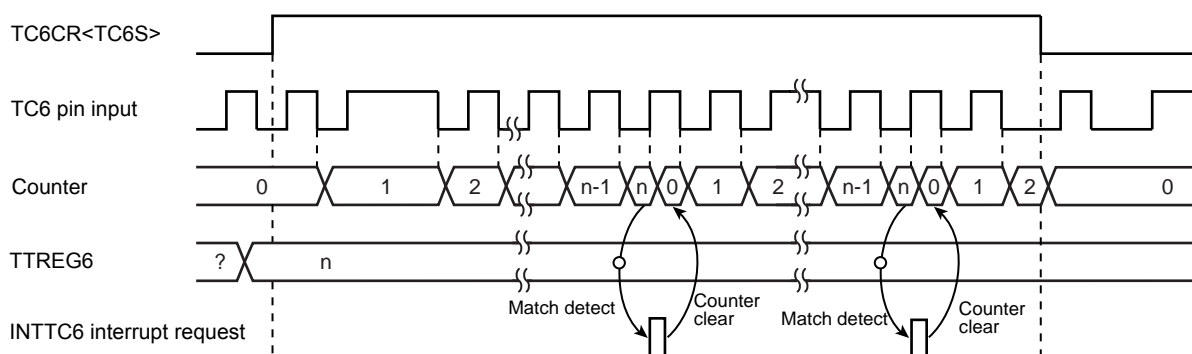 TC6CR<TC6S>
TC6 pin input
Counter 0 1 2 n-1 n 0 1 2 n-1 n 0 1 2 0
TTREG6 ? n
Match detect Counter clear Match detect Counter clear
INTTC6 interrupt request